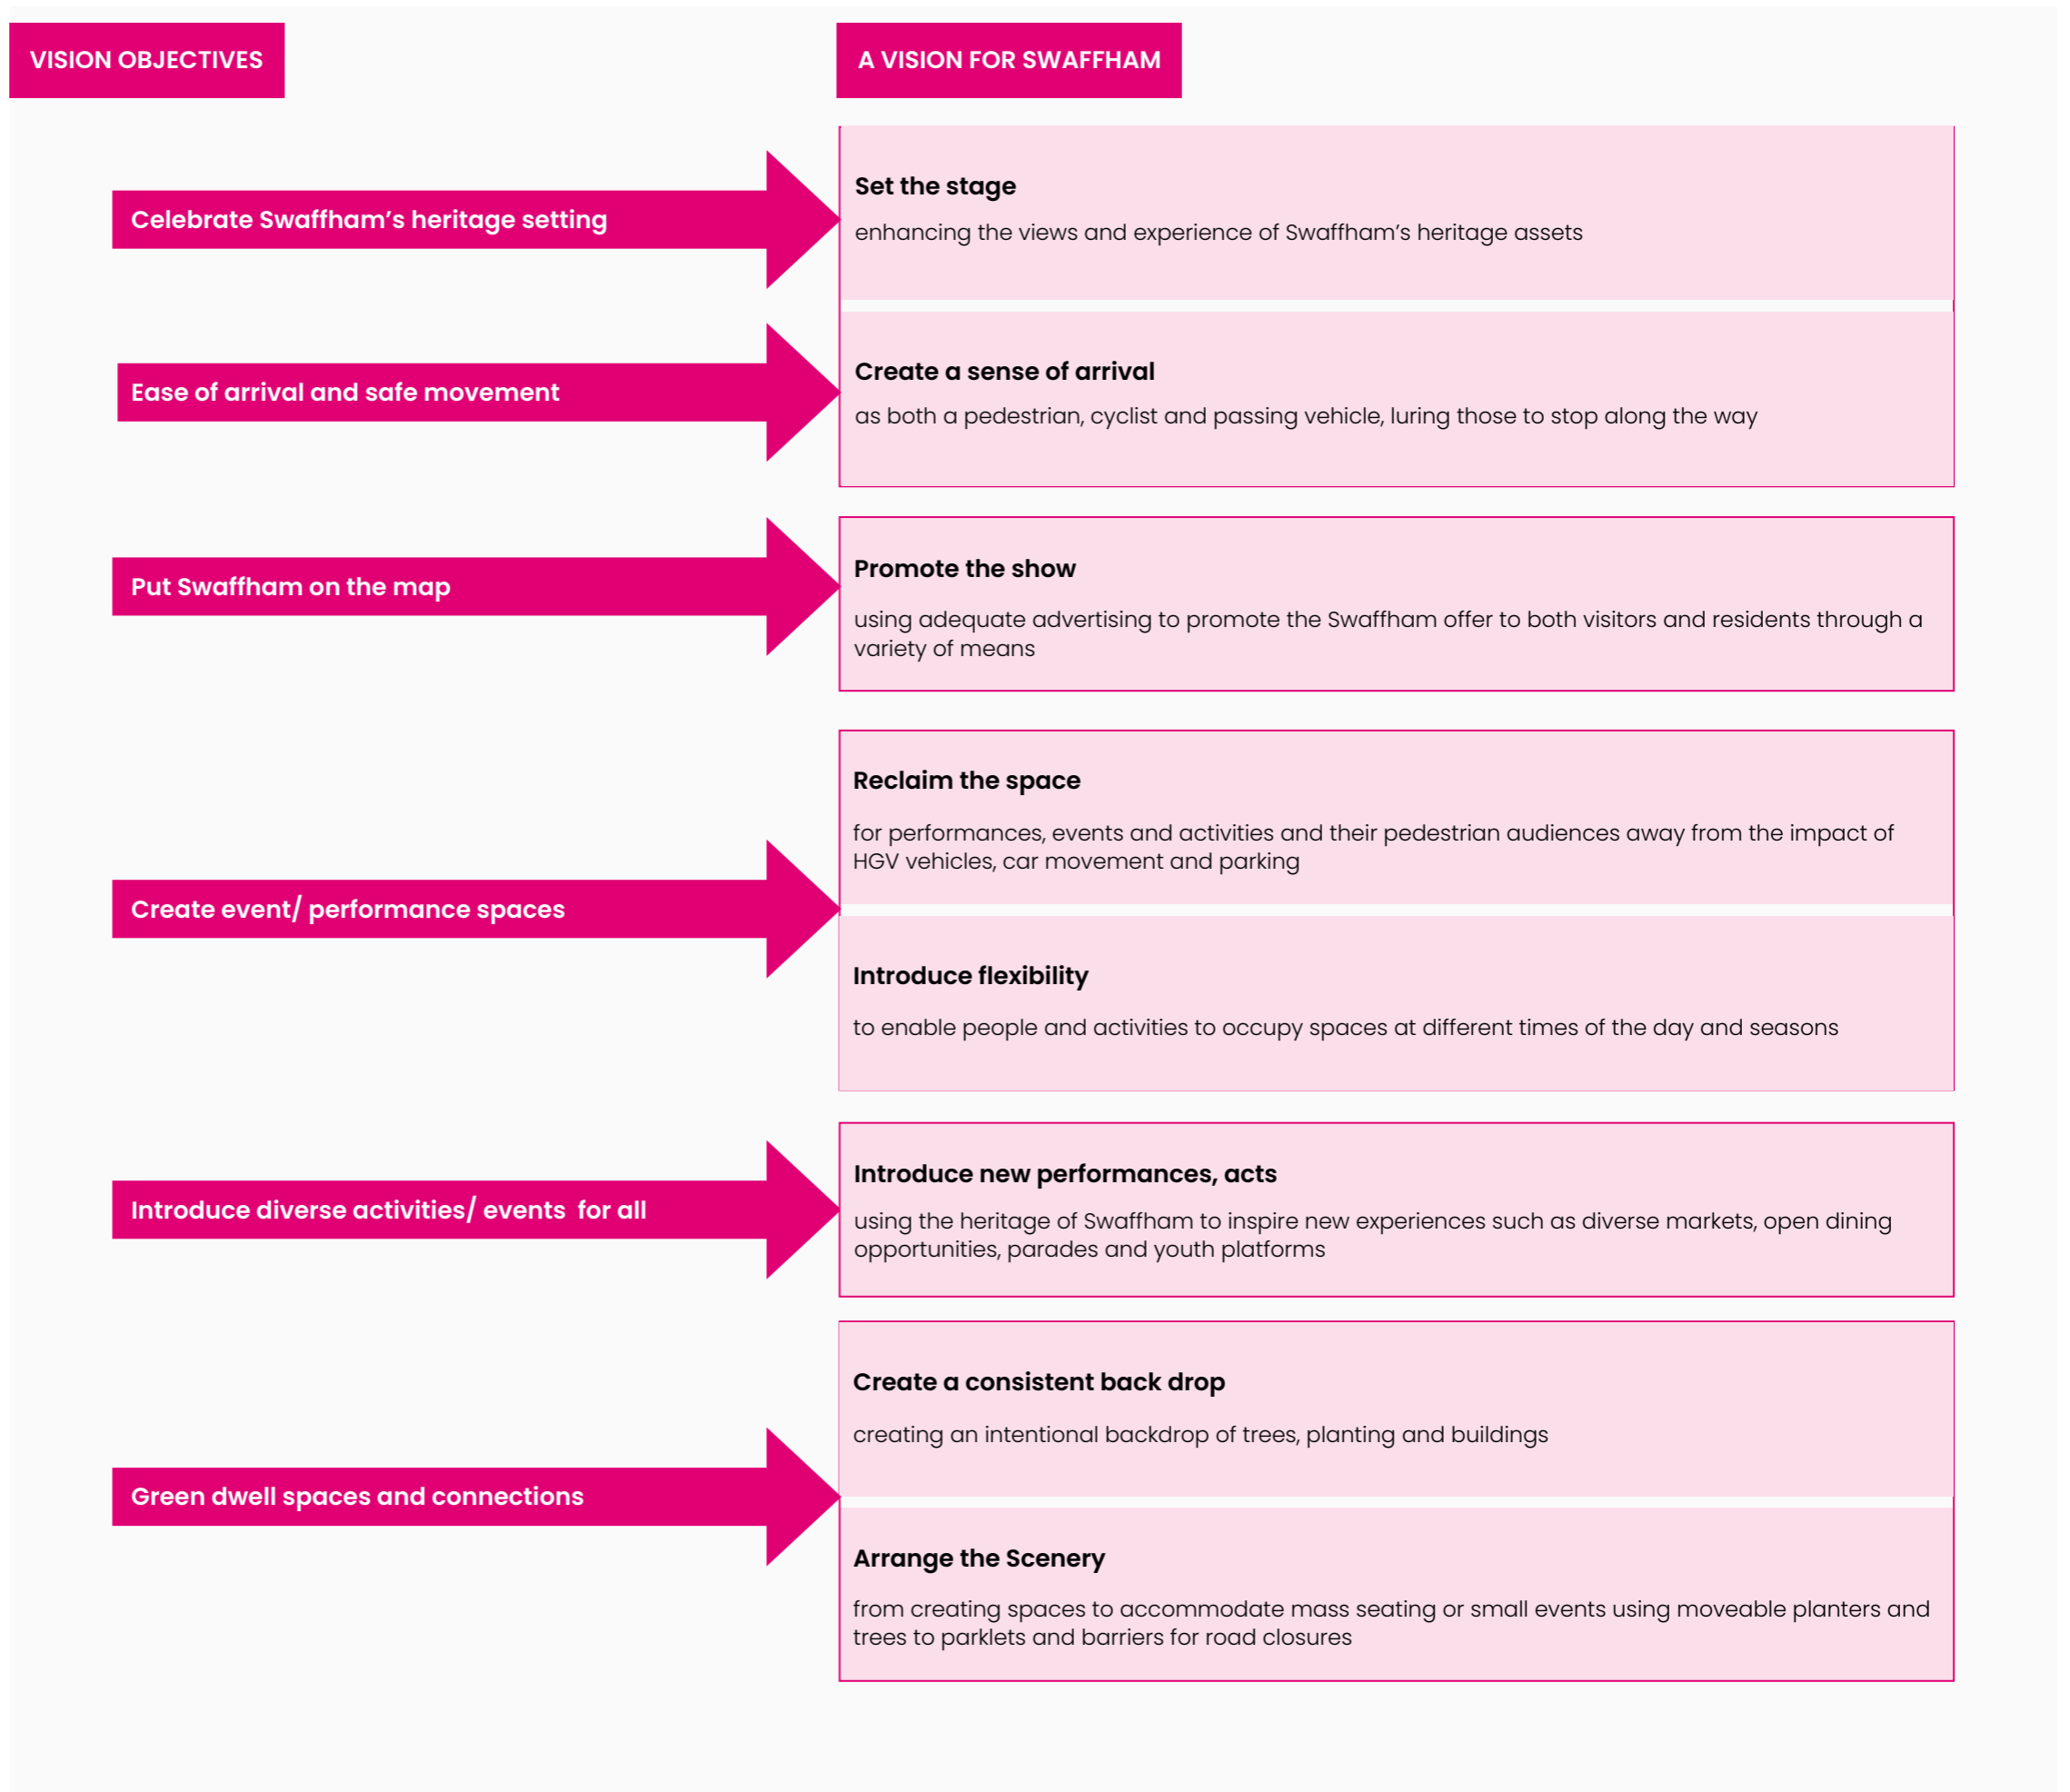 VISION OBJECTIVES
A VISION FOR SWAFFHAM
Celebrate Swaffham’s heritage setting
Set the stage
enhancing the views and experience of Swaffham’s heritage assets
Ease of arrival and safe movement
Create a sense of arrival
as both a pedestrian, cyclist and passing vehicle, luring those to stop along the way
Put Swaffham on the map
Promote the show
using adequate advertising to promote the Swaffham offer to both visitors and residents through a
variety of means
Create event/ performance spaces
Reclaim the space
for performances, events and activities and their pedestrian audiences away from the impact of
HGV vehicles, car movement and parking
Introduce flexibility
to enable people and activities to occupy spaces at different times of the day and seasons
Introduce diverse activities/ events  for all
Introduce new performances, acts
using the heritage of Swaffham to inspire new experiences such as diverse markets, open dining
opportunities, parades and youth platforms
Green dwell spaces and connections
Create a consistent back drop
creating an intentional backdrop of trees, planting and buildings
Arrange the Scenery
from creating spaces to accommodate mass seating or small events using moveable planters and
trees to parklets and barriers for road closures